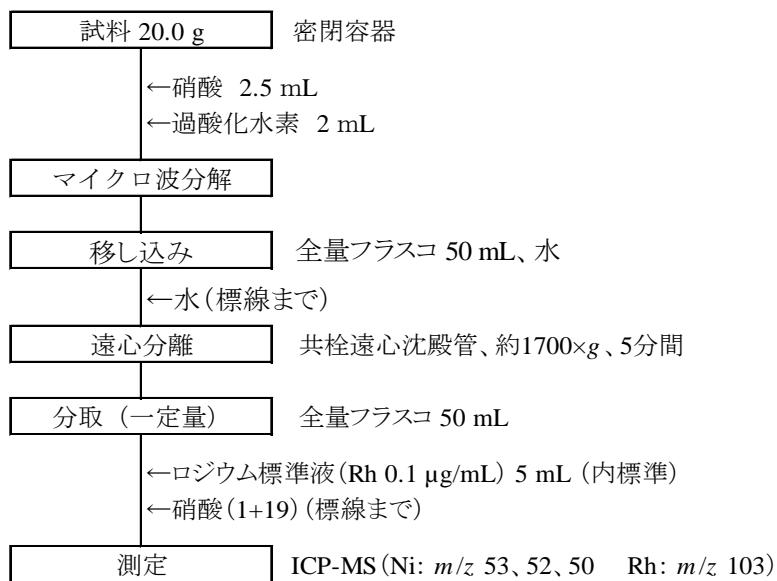 試料 20.0 g 密閉容器
←硝酸 2.5 mL
←過酸化水素 2 mL
マイクロ波分解
移し込み 全量フラスコ 50 mL、水
←水(標線まで)
遠心分離 共栓遠心沈殿管、約1700×g 、5分間
分取 (一定量) 全量フラスコ 50 mL
←ロジウム標準液(Rh 0.1 µg/mL) 5 mL (内標準)
←硝酸(1+19) (標線まで)
測定 ICP-MS(Ni: m/z 53、52、50 Rh: m/z 103)